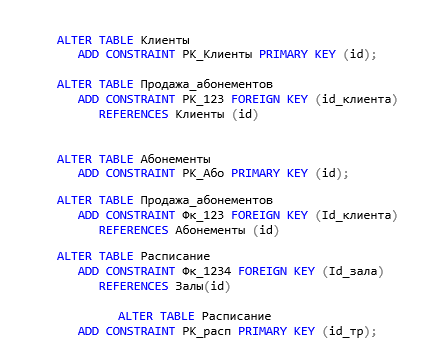 ALTER TABLE Клиенты
ADD CONSTRAINT PK_Клиенты PRIMARY KEY (id);
ALTER TABLE Продажа_абонементов
ADD CONSTRAINT PK_123 FOREIGN KEY (id_клиента)
REFERENCES Клиенты (id)
ALTER TABLE Абонементы
ADD CONSTRAINT PK_Або PRIMARY KEY (id);
ALTER TABLE Продажа_абонементов
ADD CONSTRAINT Фк_123 FOREIGN KEY (Id_клиента)
REFERENCES Абонементы (id)
ALTER TABLE Расписание
ADD CONSTRAINT Фк_1234 FOREIGN KEY (Id_зала)
REFERENCES Залы(id)
ALTER TABLE Расписание
ADD CONSTRAINT PK_расп PRIMARY KEY (id_тр);